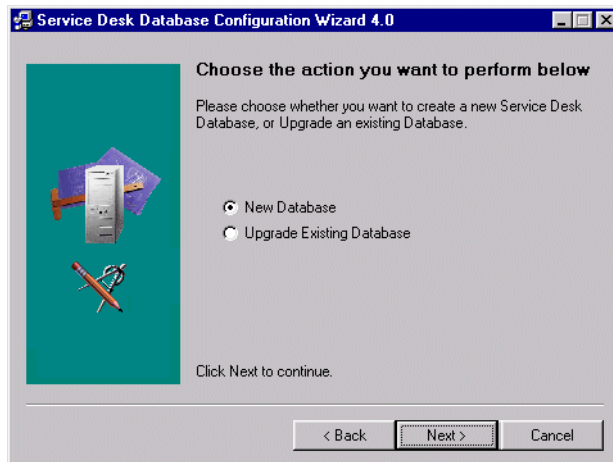 Service Desk Database Configuration Wizard 4.0
Choose the action you want to perform below
Please choose whether you want to create a new Service Desk
Database, or Upgrade an existing Database.
New Database
Upgrade Existing Database
Click Next to continue.
< Back
Next >
Cancel